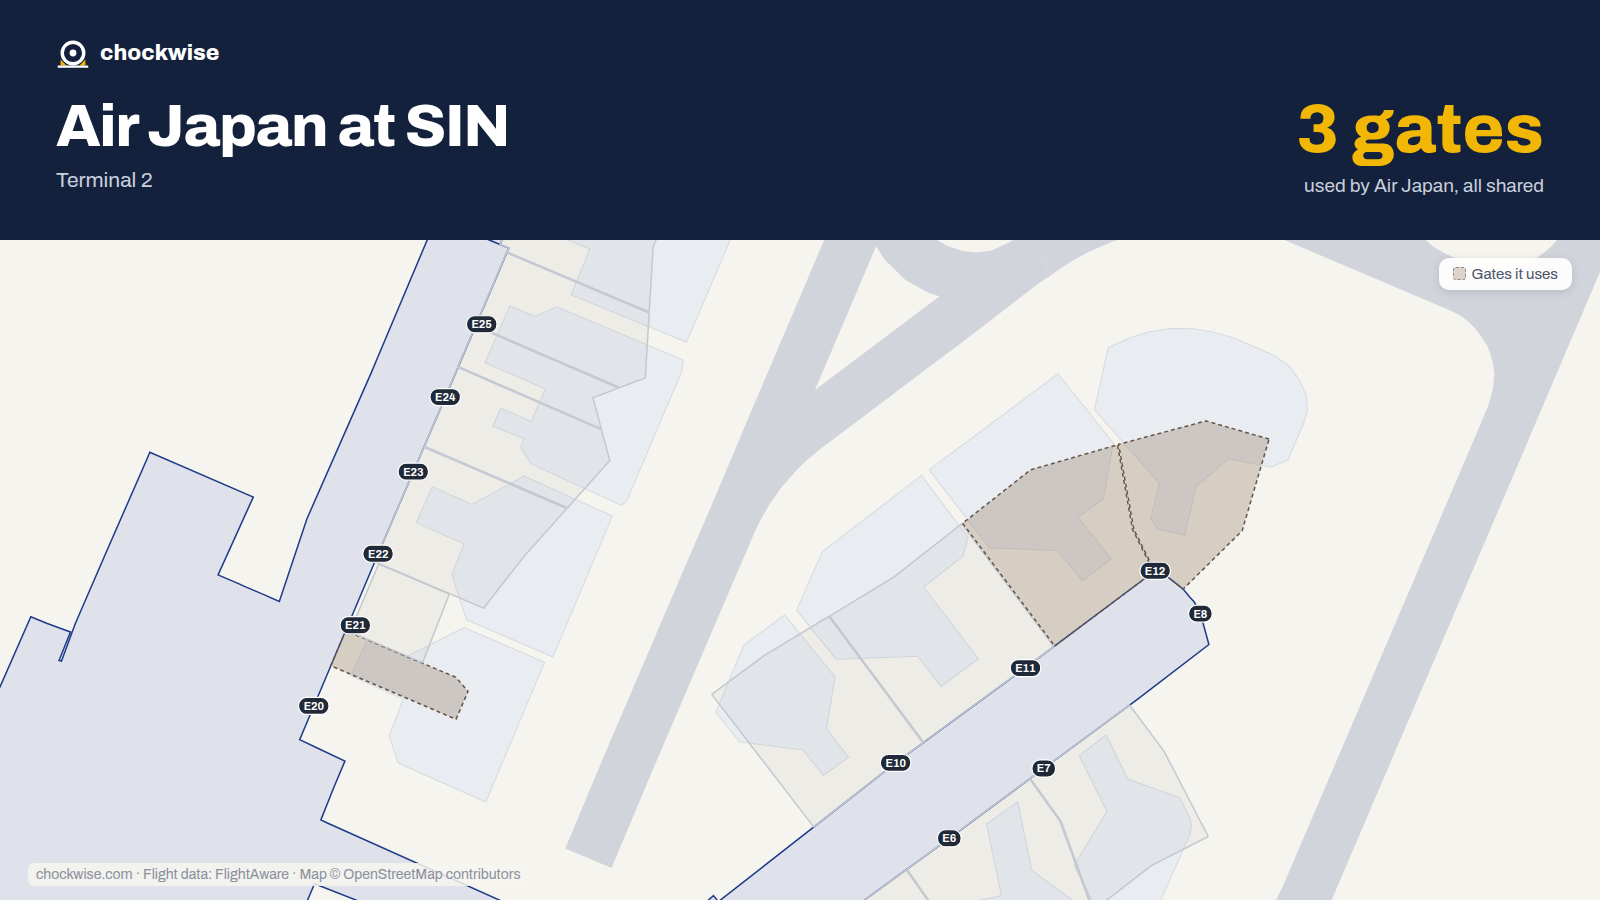 chockwise
Air Japan at SIN
Terminal 2
3 gates
used by Air Japan, all shared
Gates it uses
E25
E24
E23
E22
E21
E20
E12
E8
E11
E10
E7
E6
chockwise.com · Flight data: FlightAware · Map © OpenStreetMap contributors